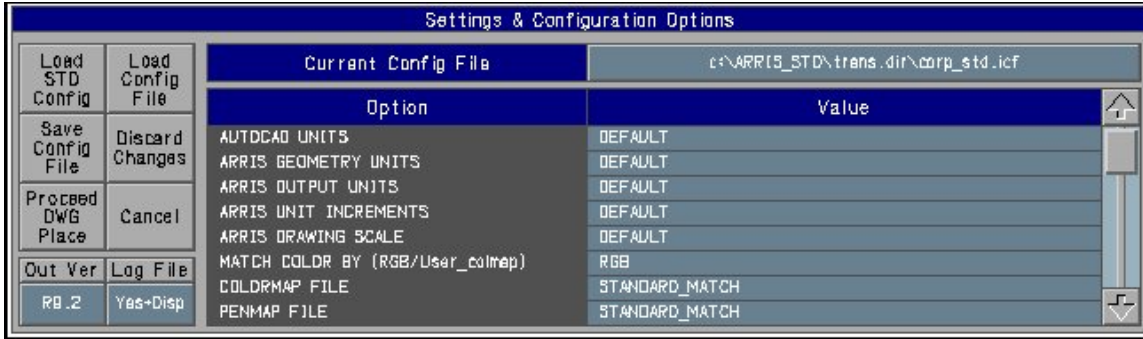 Settings & Configuration Options
Load STD Config
Load Config File
Current Config File
c:\ARRIS_STD\trans.dir\corp_std.icf
Option
Value
Save Config File
Discard Changes
AUTOCAD UNITS
DEFAULT
ARRIS GEOMETRY UNITS
DEFAULT
ARRIS OUTPUT UNITS
DEFAULT
Proceed DWG Place
Cancel
ARRIS UNIT INCREMENTS
DEFAULT
ARRIS DRAWING SCALE
DEFAULT
MATCH COLOR BY (RGB/User_colmap)
RGB
Out Ver
Log File
COLORMAP FILE
STANDARD_MATCH
Yes+Disp
PENMAP FILE
STANDARD_MATCH